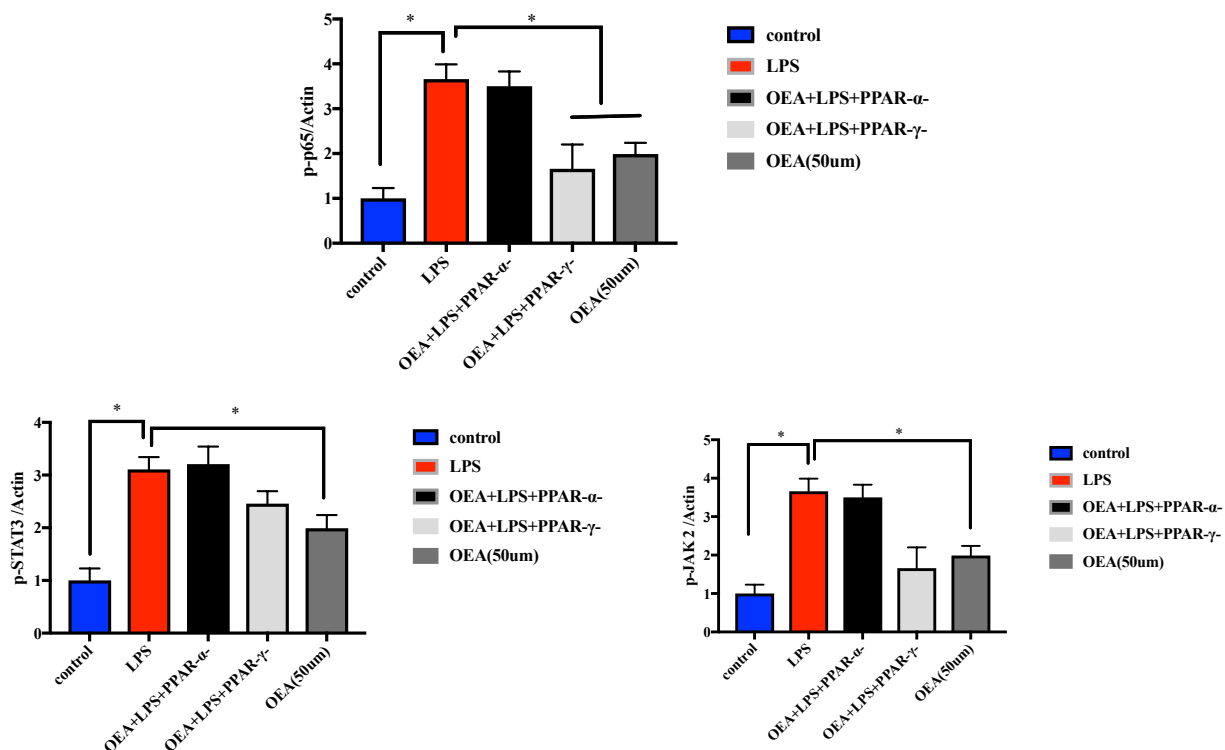 * *
p-p65/Actin
5
4
3
2
1
0
control
LPS
OEA+LPS+PPAR-α-
OEA+LPS+PPAR-γ-
OEA(50um)
control
LPS
OEA+LPS+PPAR-α-
OEA+LPS+PPAR-γ-
OEA(50um)
* *
p-STAT3 /Actin
4
3
2
1
0
control
LPS
OEA+LPS+PPAR-α-
OEA+LPS+PPAR-γ-
OEA(50um)
control
LPS
OEA+LPS+PPAR-α-
OEA+LPS+PPAR-γ-
OEA(50um)
* *
p-JAK 2 /Actin
5
4
3
2
1
0
control
LPS
OEA+LPS+PPAR-α-
OEA+LPS+PPAR-γ-
OEA(50um)
control
LPS
OEA+LPS+PPAR-α-
OEA+LPS+PPAR-γ-
OEA(50um)